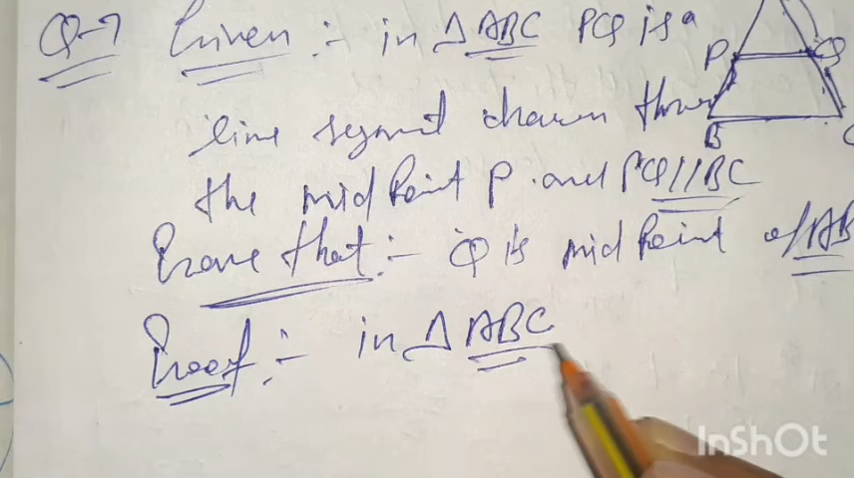 Q-7 Given :- in Δ ABC PQ is a
P Q
line segment drawn throw
B C
the mid Point P. and PQ//BC
Prove that :- Q is mid Point of AB
Proof :- in Δ ABC
InShOt